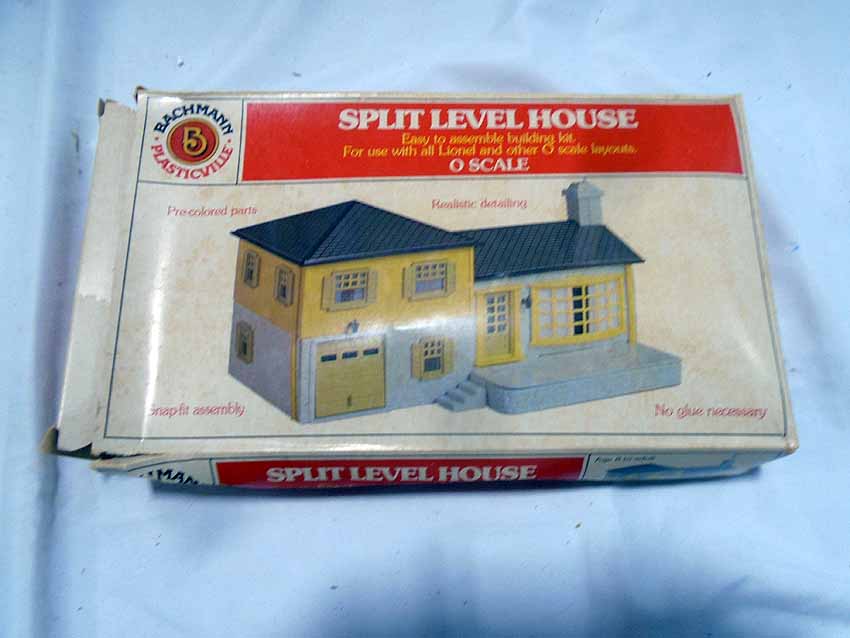 BACHMANN
B
PLASTICVILLE
SPLIT LEVEL HOUSE
Easy to assemble building kit.
For use with all Lionel and other O scale layouts.
O SCALE
Pre-colored parts
Realistic detailing
Snap-fit assembly
No glue necessary
MAN
SPLIT LEVEL HOUSE